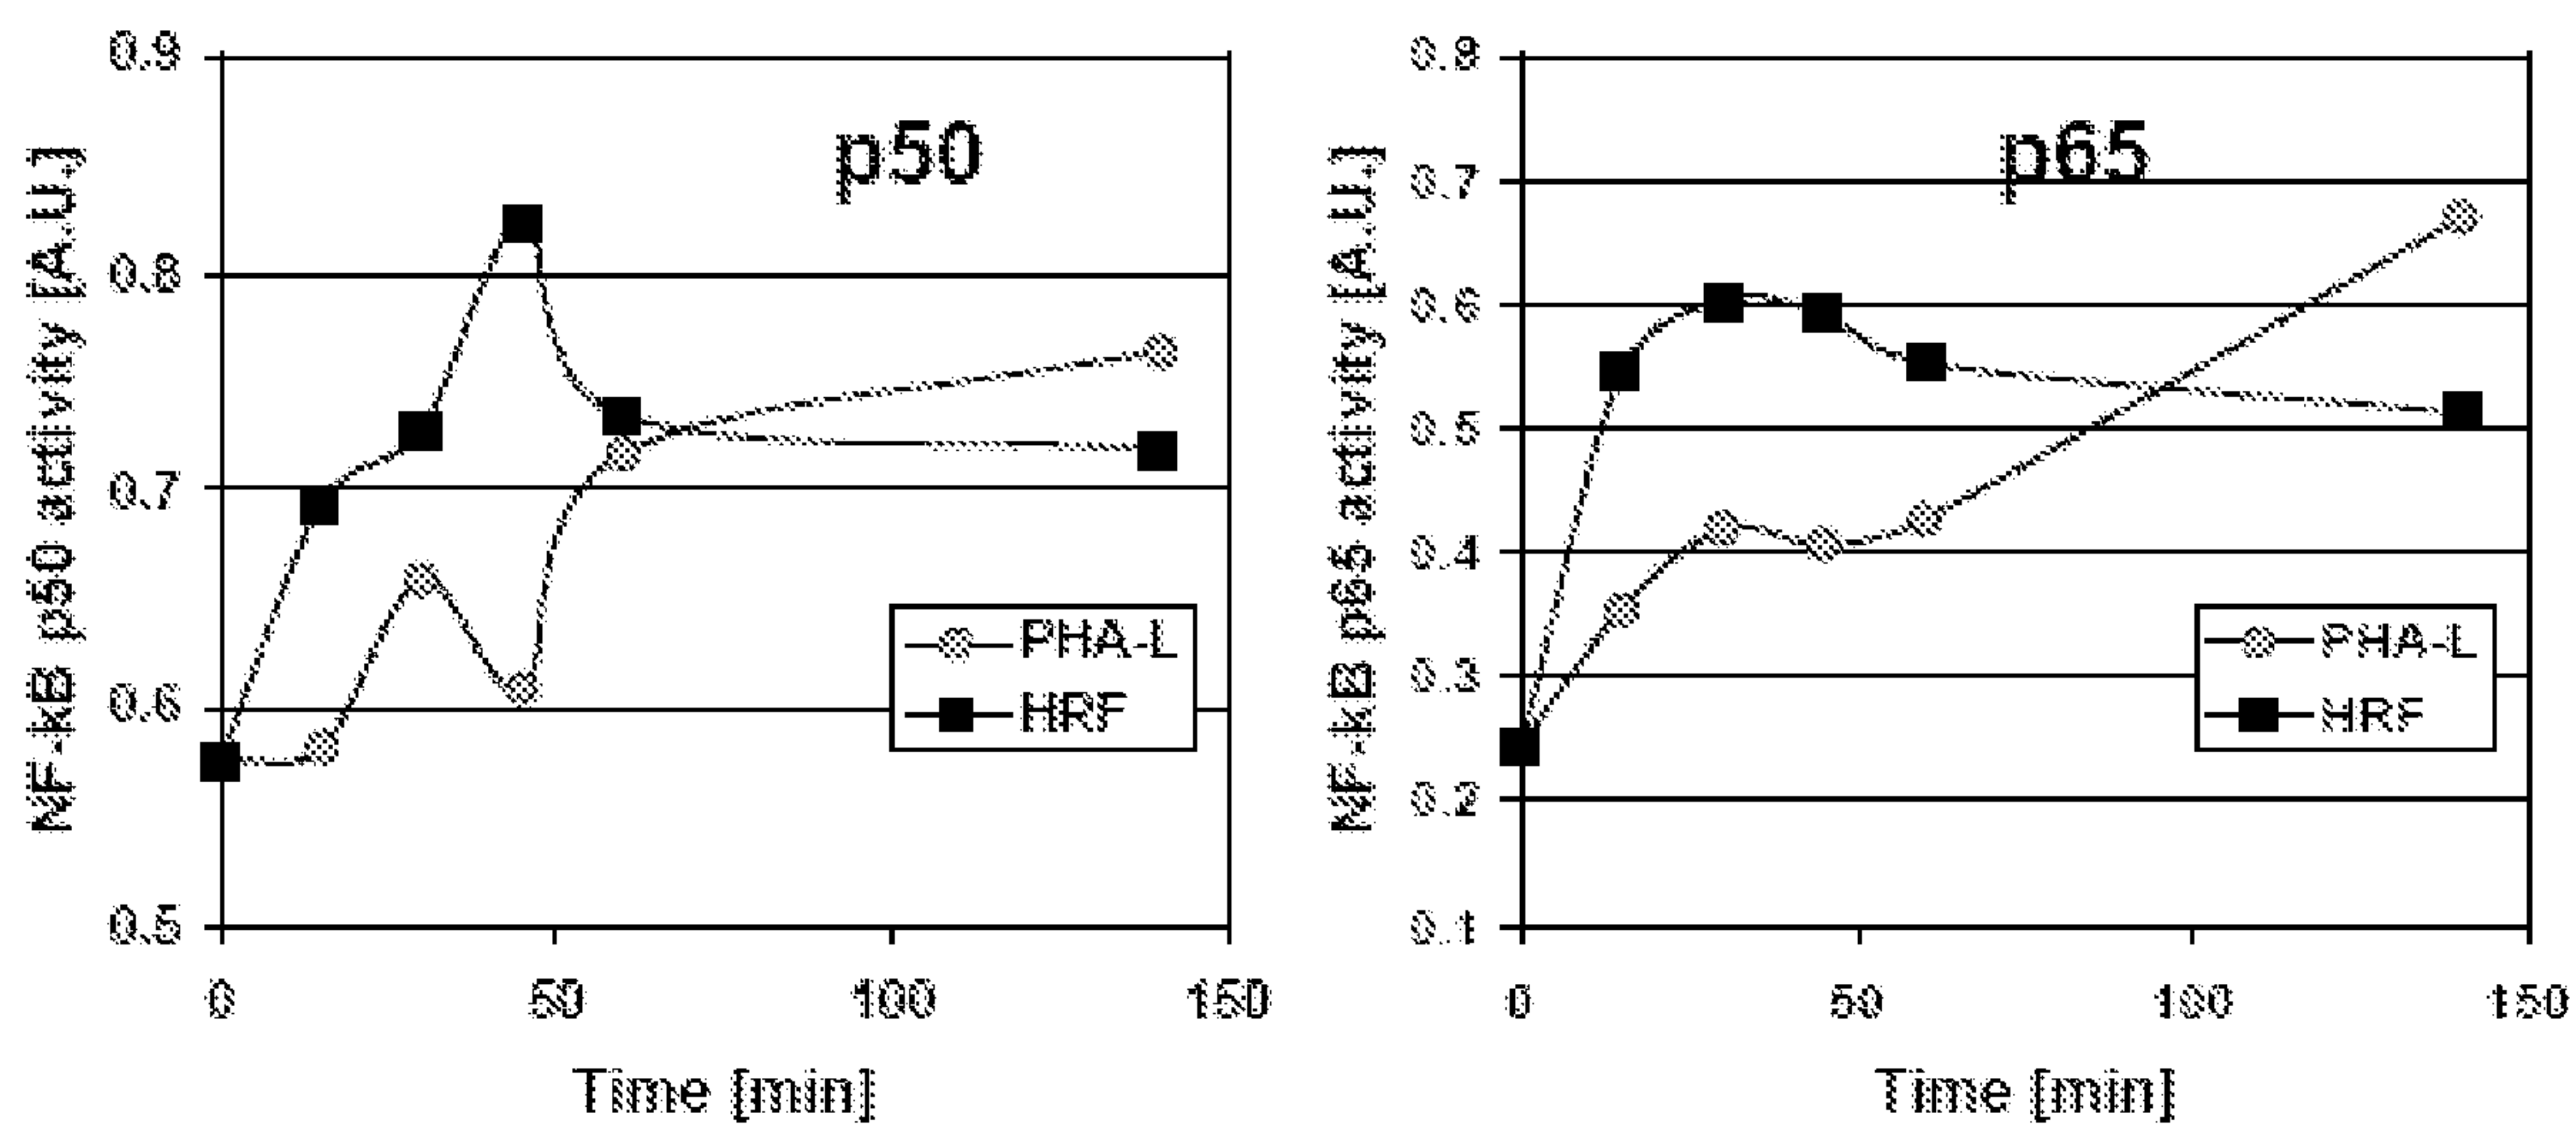 NF-kB p50 activity [A.U.]
0.9
0.8
0.7
0.6
0.5
p50
PHA-L
HRF
0
50
100
150
Time [min]
NF-kB p65 activity [A.U.]
0.8
0.7
0.6
0.5
0.4
0.3
0.2
0.1
p65
PHA-L
HRF
0
50
100
150
Time [min]